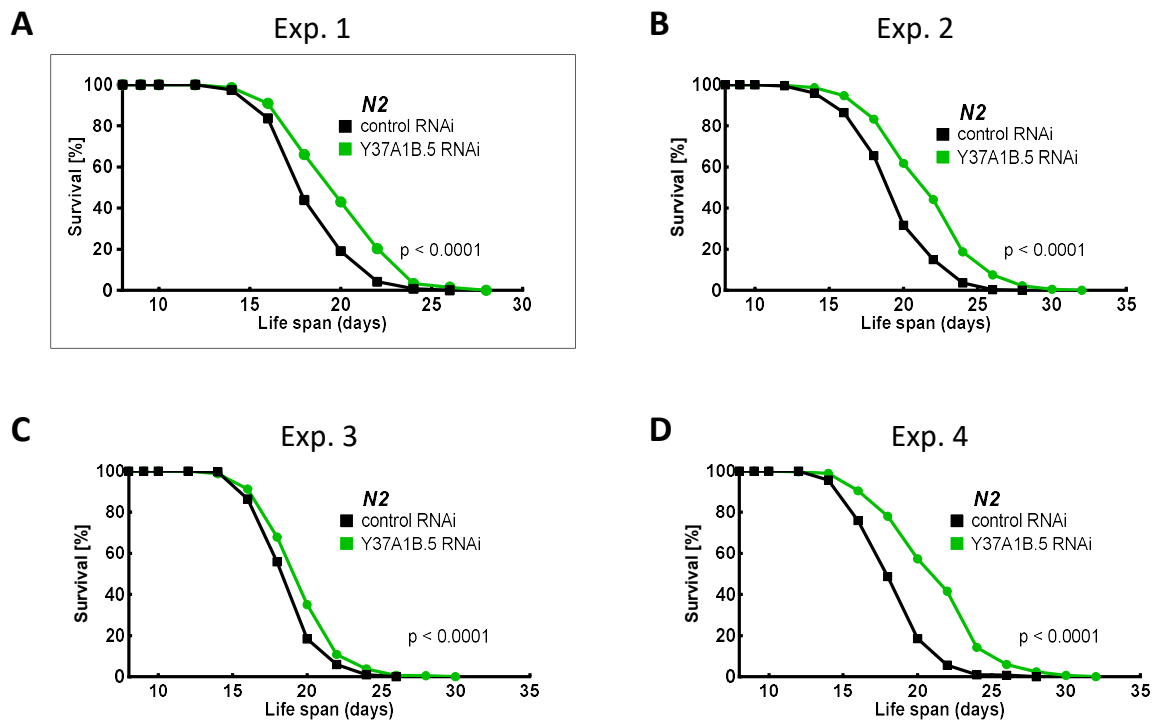 A
Exp. 1
100
80
60
40
20
0
Survival [%]
N2
control RNAi
Y37A1B.5 RNAi
p < 0.0001
10 15 20 25 30
Life span (days)
B
Exp. 2
100
80
60
40
20
0
Survival [%]
N2
control RNAi
Y37A1B.5 RNAi
p < 0.0001
10 15 20 25 30 35
Life span (days)
C
Exp. 3
100
80
60
40
20
0
Survival [%]
N2
control RNAi
Y37A1B.5 RNAi
p < 0.0001
10 15 20 25 30 35
Life span (days)
D
Exp. 4
100
80
60
40
20
0
Survival [%]
N2
control RNAi
Y37A1B.5 RNAi
p < 0.0001
10 15 20 25 30 35
Life span (days)